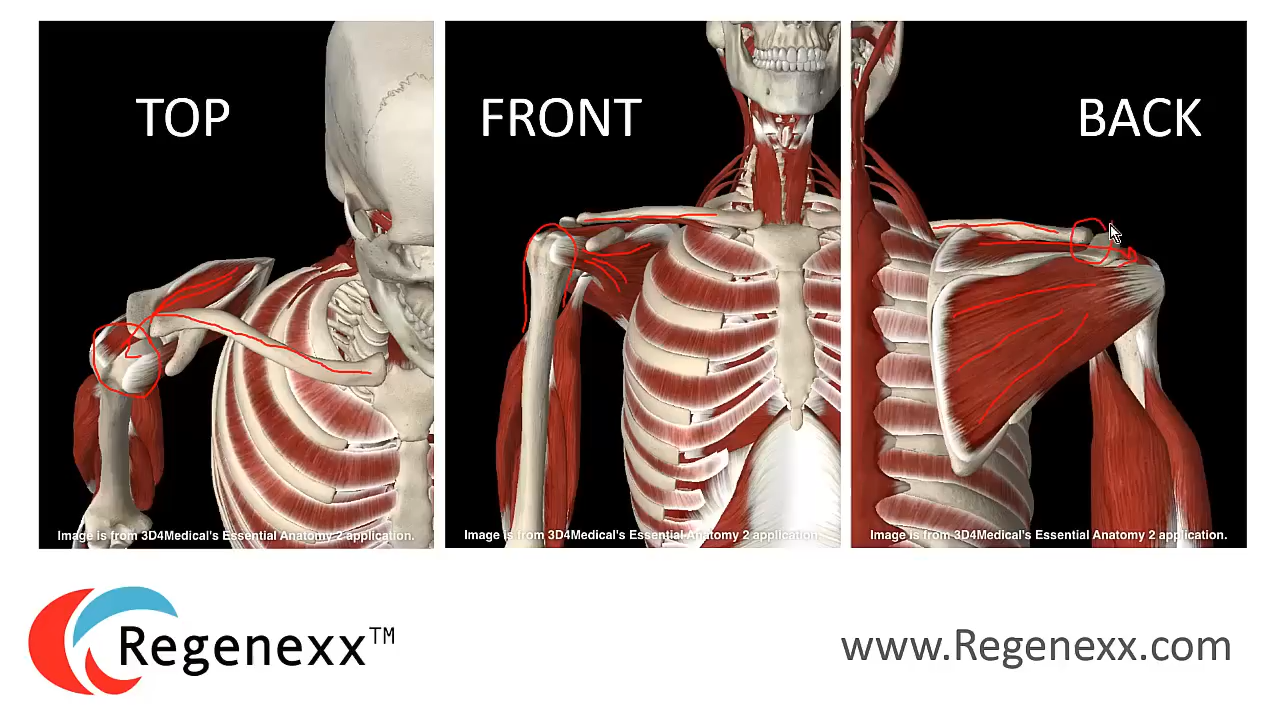 TOP
FRONT
BACK
Image is from 3D4Medical's Essential Anatomy 2 application.
Image is from 3D4Medical's Essential Anatomy 2 application.
Image is from 3D4Medical's Essential Anatomy 2 application.
Regenexx™
www.Regenexx.com